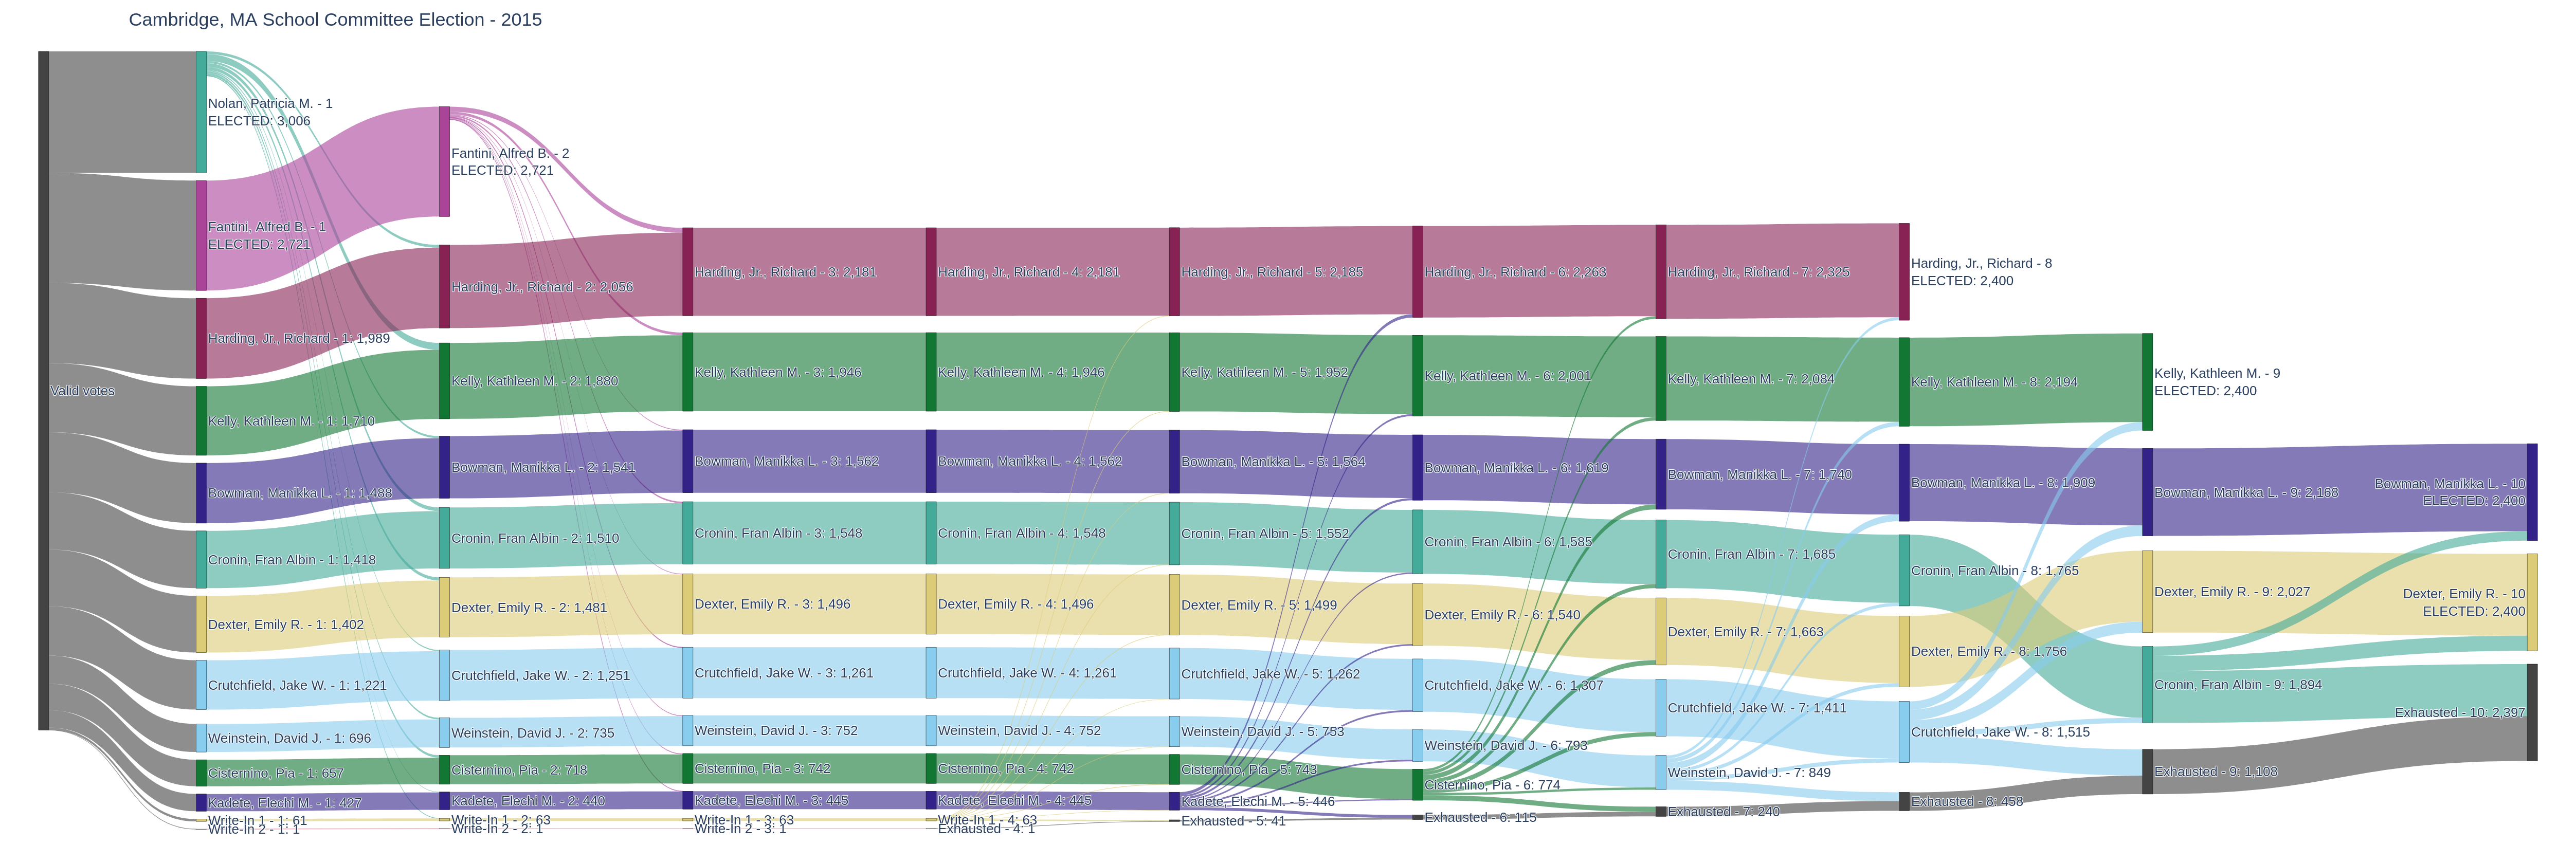 Cambridge, MA School Committee Election - 2015
Valid votes
Nolan, Patricia M. - 1
ELECTED: 3,006
Fantini, Alfred B. - 1
ELECTED: 2,721
Harding, Jr., Richard - 1: 1,989
Kelly, Kathleen M. - 1: 1,710
Bowman, Manikka L. - 1: 1,488
Cronin, Fran Albin - 1: 1,418
Dexter, Emily R. - 1: 1,402
Crutchfield, Jake W. - 1: 1,221
Weinstein, David J. - 1: 696
Cisternino, Pia - 1: 657
Kadete, Elechi M. - 1: 427
Write-In 1 - 1: 61
Write-In 2 - 1: 1
Fantini, Alfred B. - 2
ELECTED: 2,721
Harding, Jr., Richard - 2: 2,056
Kelly, Kathleen M. - 2: 1,880
Bowman, Manikka L. - 2: 1,541
Cronin, Fran Albin - 2: 1,510
Dexter, Emily R. - 2: 1,481
Crutchfield, Jake W. - 2: 1,251
Weinstein, David J. - 2: 735
Cisternino, Pia - 2: 718
Kadete, Elechi M. - 2: 440
Write-In 1 - 2: 63
Write-In 2 - 2: 1
Harding, Jr., Richard - 3: 2,181
Kelly, Kathleen M. - 3: 1,946
Bowman, Manikka L. - 3: 1,562
Cronin, Fran Albin - 3: 1,548
Dexter, Emily R. - 3: 1,496
Crutchfield, Jake W. - 3: 1,261
Weinstein, David J. - 3: 752
Cisternino, Pia - 3: 742
Kadete, Elechi M. - 3: 445
Write-In 1 - 3: 63
Write-In 2 - 3: 1
Harding, Jr., Richard - 4: 2,181
Kelly, Kathleen M. - 4: 1,946
Bowman, Manikka L. - 4: 1,562
Cronin, Fran Albin - 4: 1,548
Dexter, Emily R. - 4: 1,496
Crutchfield, Jake W. - 4: 1,261
Weinstein, David J. - 4: 752
Cisternino, Pia - 4: 742
Kadete, Elechi M. - 4: 445
Write-In 1 - 4: 63
Exhausted - 4: 1
Harding, Jr., Richard - 5: 2,185
Kelly, Kathleen M. - 5: 1,952
Bowman, Manikka L. - 5: 1,564
Cronin, Fran Albin - 5: 1,552
Dexter, Emily R. - 5: 1,499
Crutchfield, Jake W. - 5: 1,262
Weinstein, David J. - 5: 753
Cisternino, Pia - 5: 743
Kadete, Elechi M. - 5: 446
Exhausted - 5: 41
Harding, Jr., Richard - 6: 2,263
Kelly, Kathleen M. - 6: 2,001
Bowman, Manikka L. - 6: 1,619
Cronin, Fran Albin - 6: 1,585
Dexter, Emily R. - 6: 1,540
Crutchfield, Jake W. - 6: 1,307
Weinstein, David J. - 6: 793
Cisternino, Pia - 6: 774
Exhausted - 6: 115
Harding, Jr., Richard - 7: 2,325
Kelly, Kathleen M. - 7: 2,084
Bowman, Manikka L. - 7: 1,740
Cronin, Fran Albin - 7: 1,685
Dexter, Emily R. - 7: 1,663
Crutchfield, Jake W. - 7: 1,411
Weinstein, David J. - 7: 849
Exhausted - 7: 240
Harding, Jr., Richard - 8
ELECTED: 2,400
Kelly, Kathleen M. - 8: 2,194
Bowman, Manikka L. - 8: 1,909
Cronin, Fran Albin - 8: 1,765
Dexter, Emily R. - 8: 1,756
Crutchfield, Jake W. - 8: 1,515
Exhausted - 8: 458
Kelly, Kathleen M. - 9
ELECTED: 2,400
Bowman, Manikka L. - 9: 2,168
Dexter, Emily R. - 9: 2,027
Cronin, Fran Albin - 9: 1,894
Exhausted - 9: 1,108
Bowman, Manikka L. - 10
ELECTED: 2,400
Dexter, Emily R. - 10
ELECTED: 2,400
Exhausted - 10: 2,397